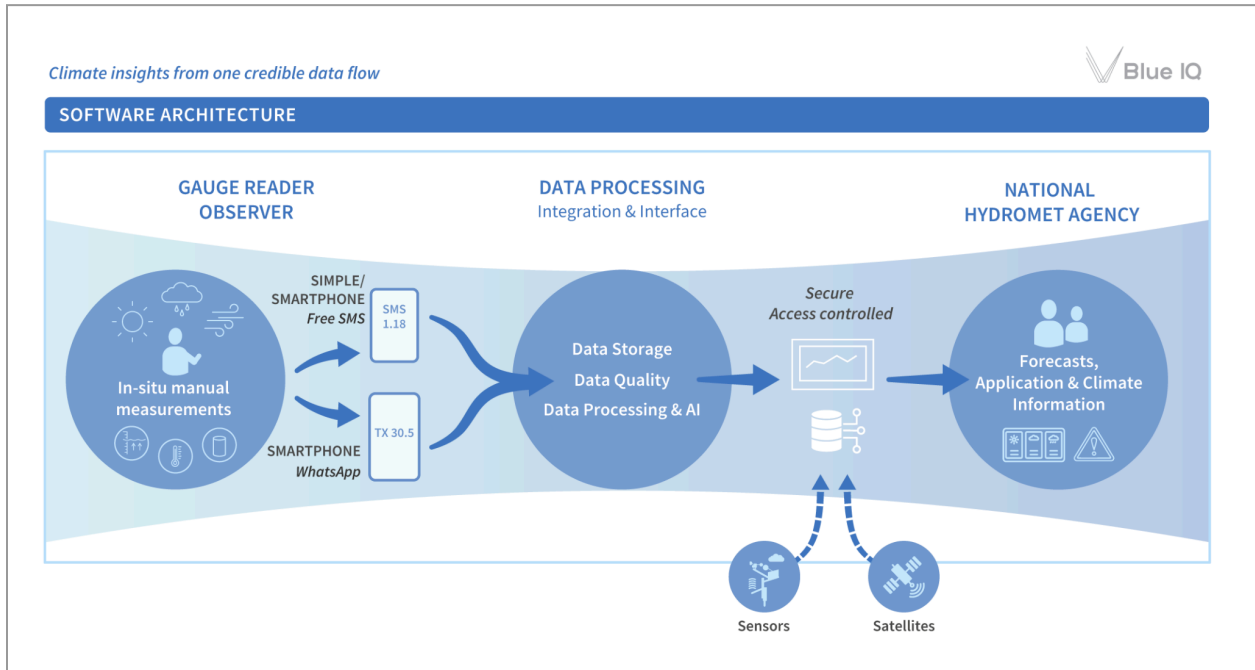 Climate insights from one credible data flow
Blue IQ
SOFTWARE ARCHITECTURE
GAUGE READER
OBSERVER
DATA PROCESSING
Integration & Interface
NATIONAL
HYDROMET AGENCY
In-situ manual
measurements
SIMPLE/
SMARTPHONE
Free SMS
SMS
1.18
TX 30.5
SMARTPHONE
WhatsApp
Data Storage
Data Quality
Data Processing & AI
Secure
Access controlled
Forecasts,
Application & Climate
Information
Sensors
Satellites